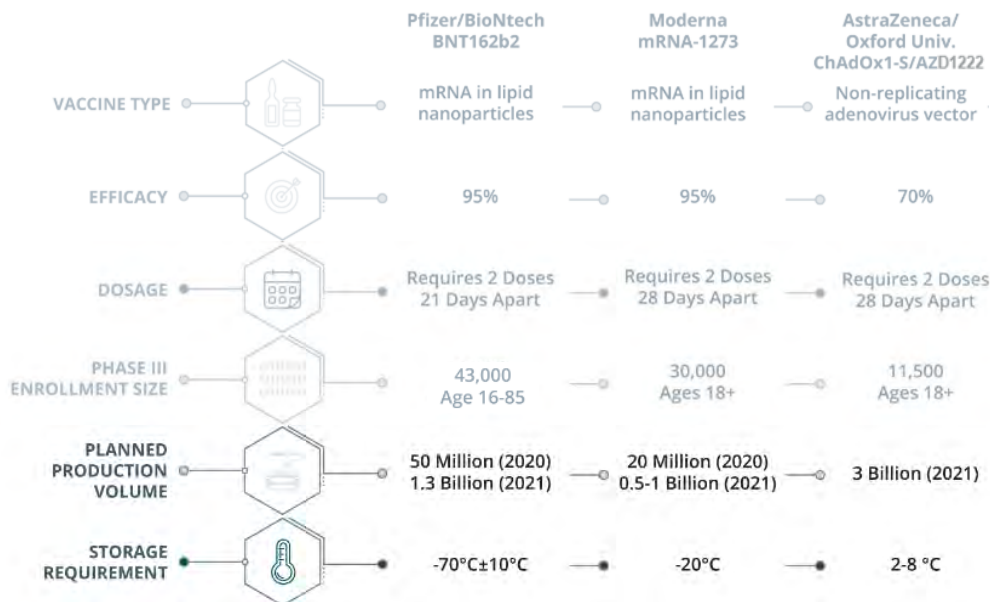 Pfizer/BioNtech
BNT162b2
Moderna
mRNA-1273
AstraZeneca/
Oxford Univ.
ChAdOx1-S/AZD1222
VACCINE TYPE
mRNA in lipid
nanoparticles
mRNA in lipid
nanoparticles
Non-replicating
adenovirus vector
EFFICACY
95%
95%
70%
DOSAGE
Requires 2 Doses
21 Days Apart
Requires 2 Doses
28 Days Apart
Requires 2 Doses
28 Days Apart
PHASE III
ENROLLMENT SIZE
43,000
Age 16-85
30,000
Ages 18+
11,500
Ages 18+
PLANNED
PRODUCTION
VOLUME
50 Million (2020)
1.3 Billion (2021)
20 Million (2020)
0.5-1 Billion (2021)
3 Billion (2021)
STORAGE
REQUIREMENT
-70°C±10°C
-20°C
2-8 °C